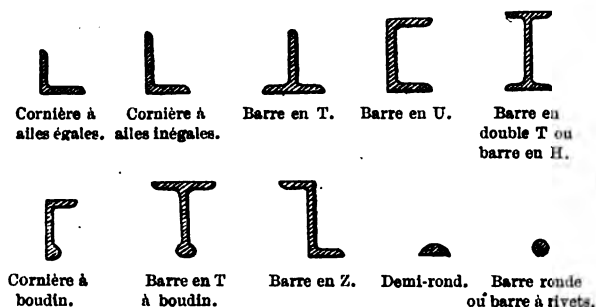 Cornière à ailes égales.
Cornière à ailes inégales.
Barre en T.
Barre en U.
Barre en double T ou barre en H.
Cornière à boudin.
Barre en T à boudin.
Barre en Z.
Demi-rond.
Barre ronde ou barre à rivets.